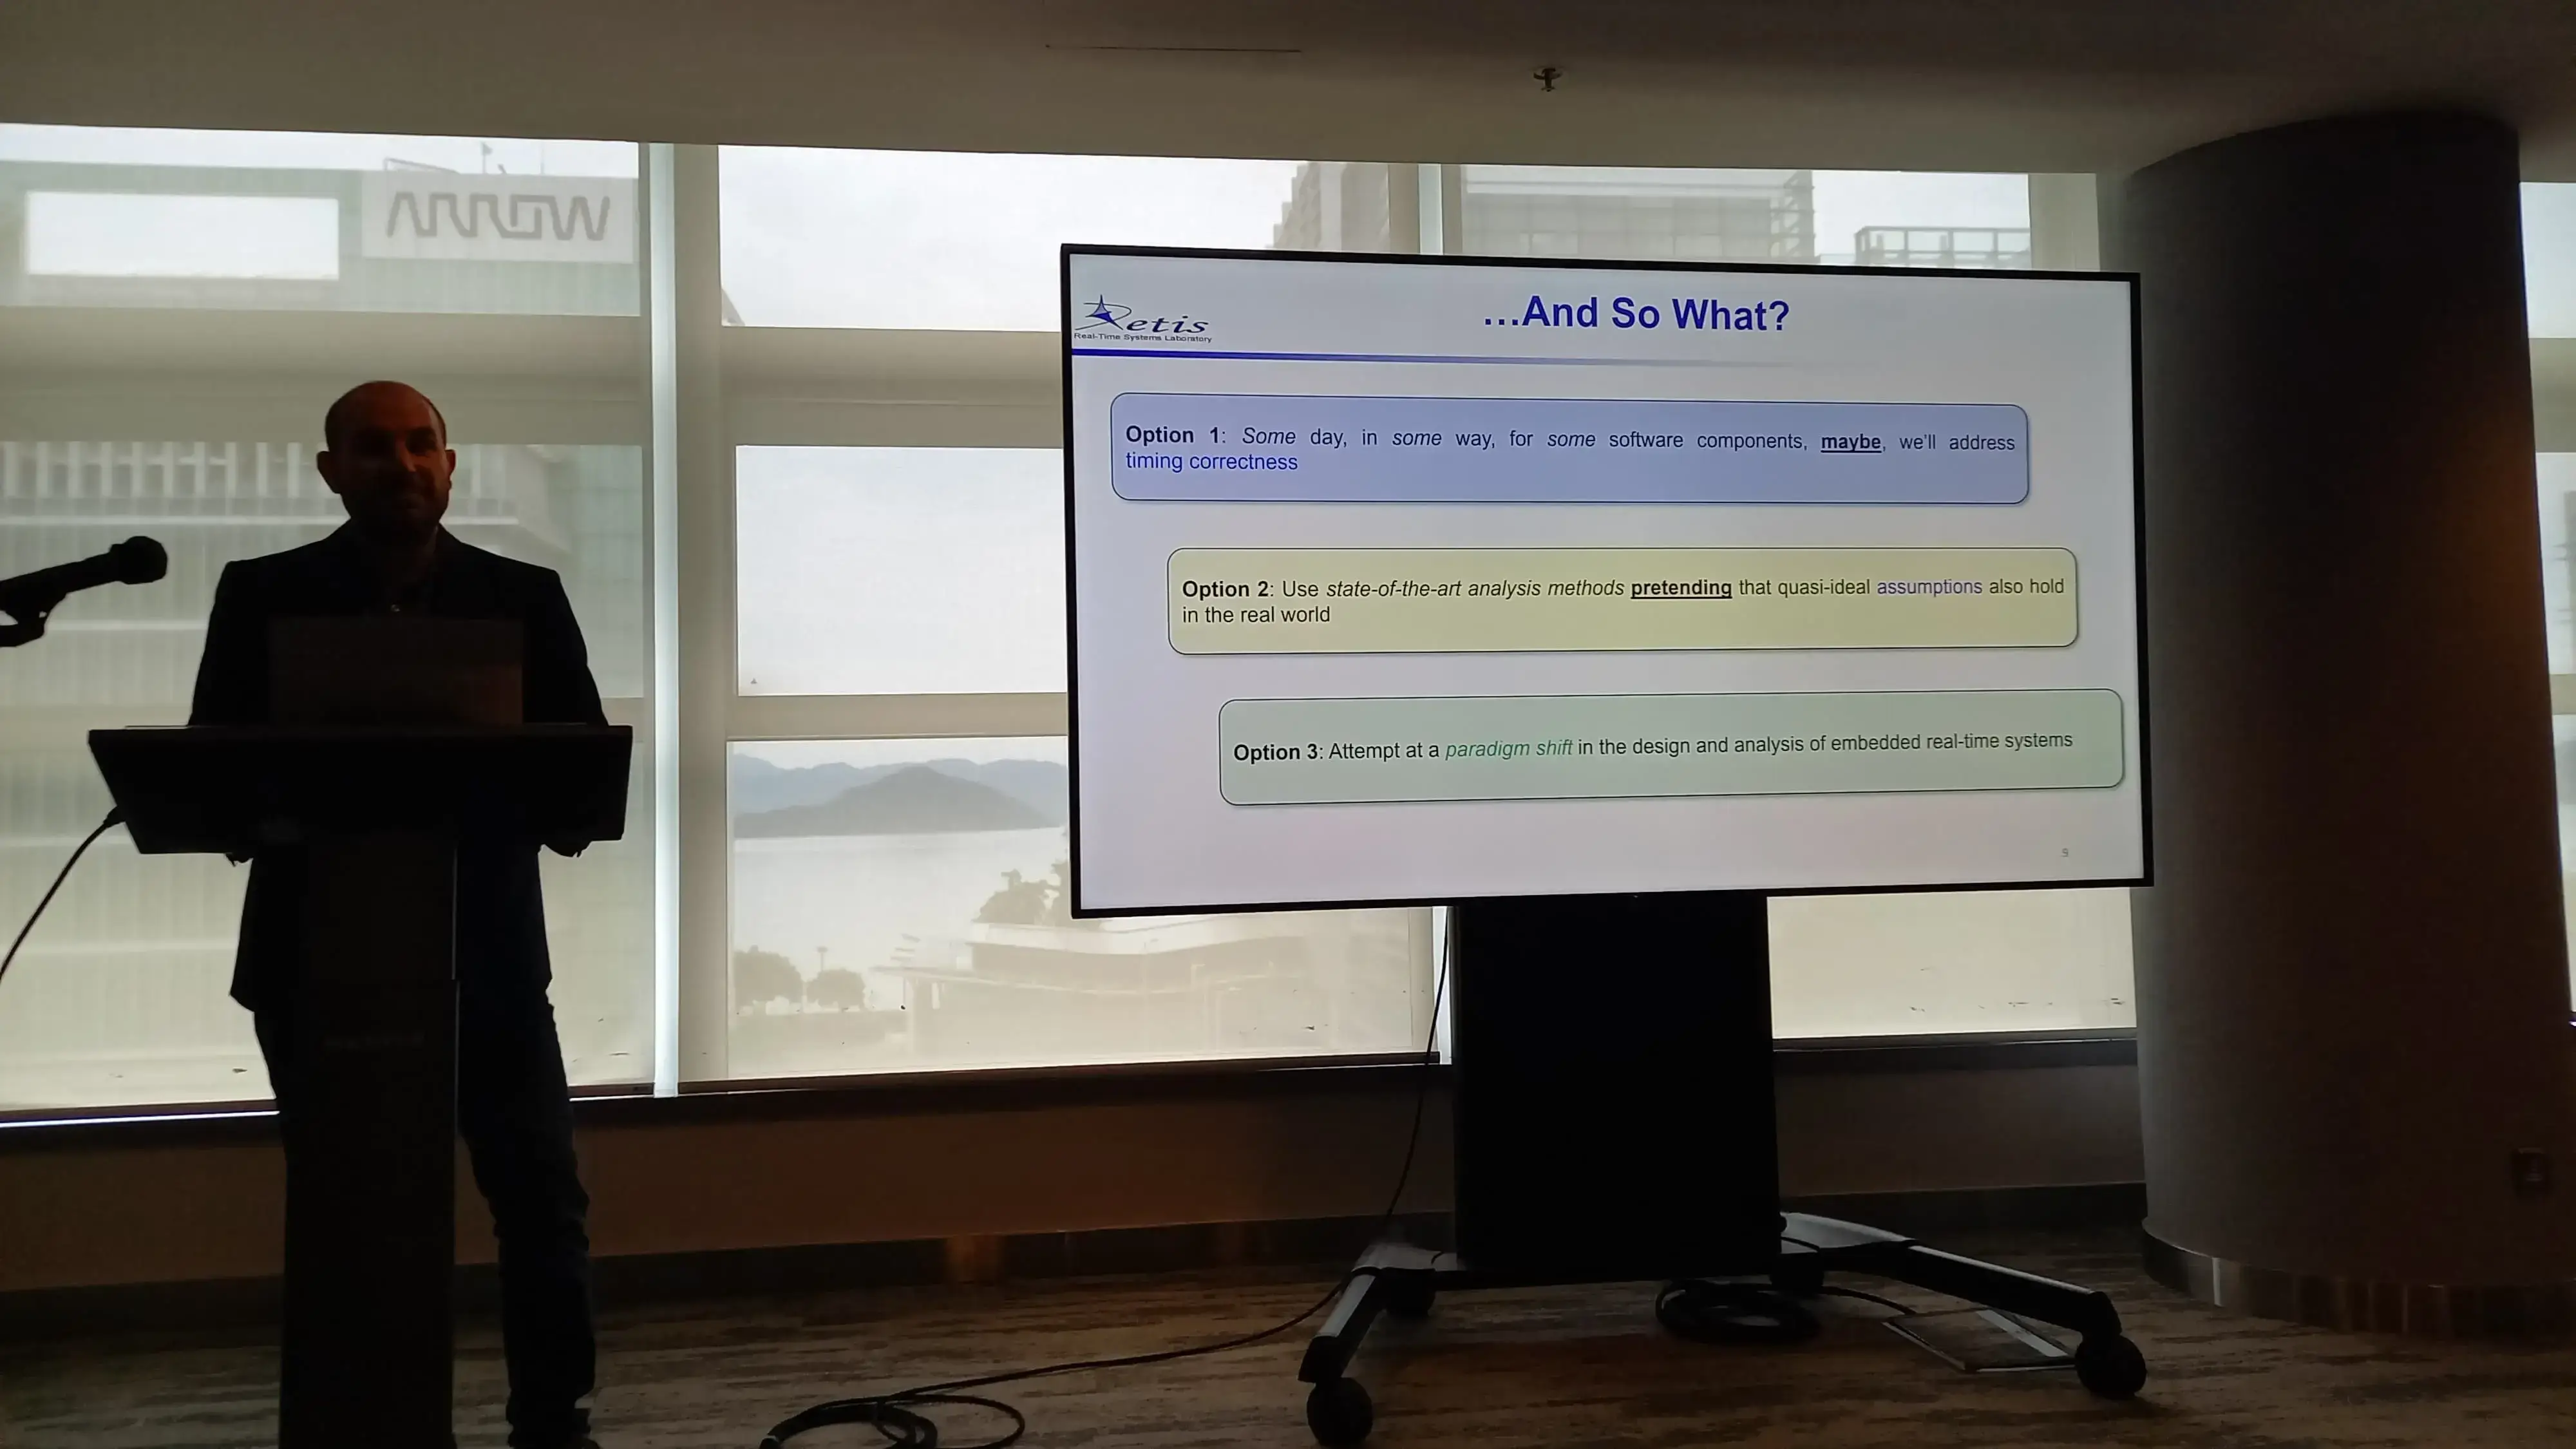 ARROW
Retis
Real-Time Systems Laboratory
...And So What?
Option 1: Some day, in some way, for some software components, maybe, we'll address
timing correctness
Option 2: Use state-of-the-art analysis methods pretending that quasi-ideal assumptions also hold
in the real world
Option 3: Attempt at a paradigm shift in the design and analysis of embedded real-time systems
9